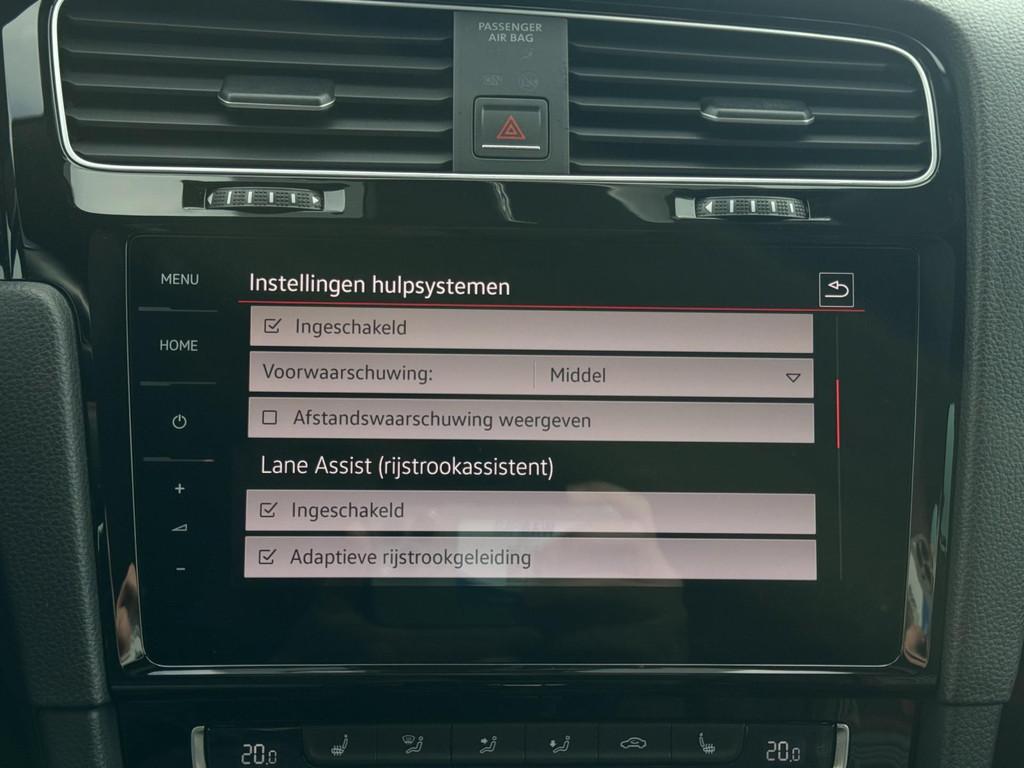 PASSENGER
AIR BAG
MENU
HOME
Instellingen hulpsystemen
Ingeschakeld
Voorwaarschuwing: Middel
Afstandswaarschuwing weergeven
Lane Assist (rijstrookassistent)
Ingeschakeld
Adaptieve rijstrookgeleiding
+
-
20.0
20.0